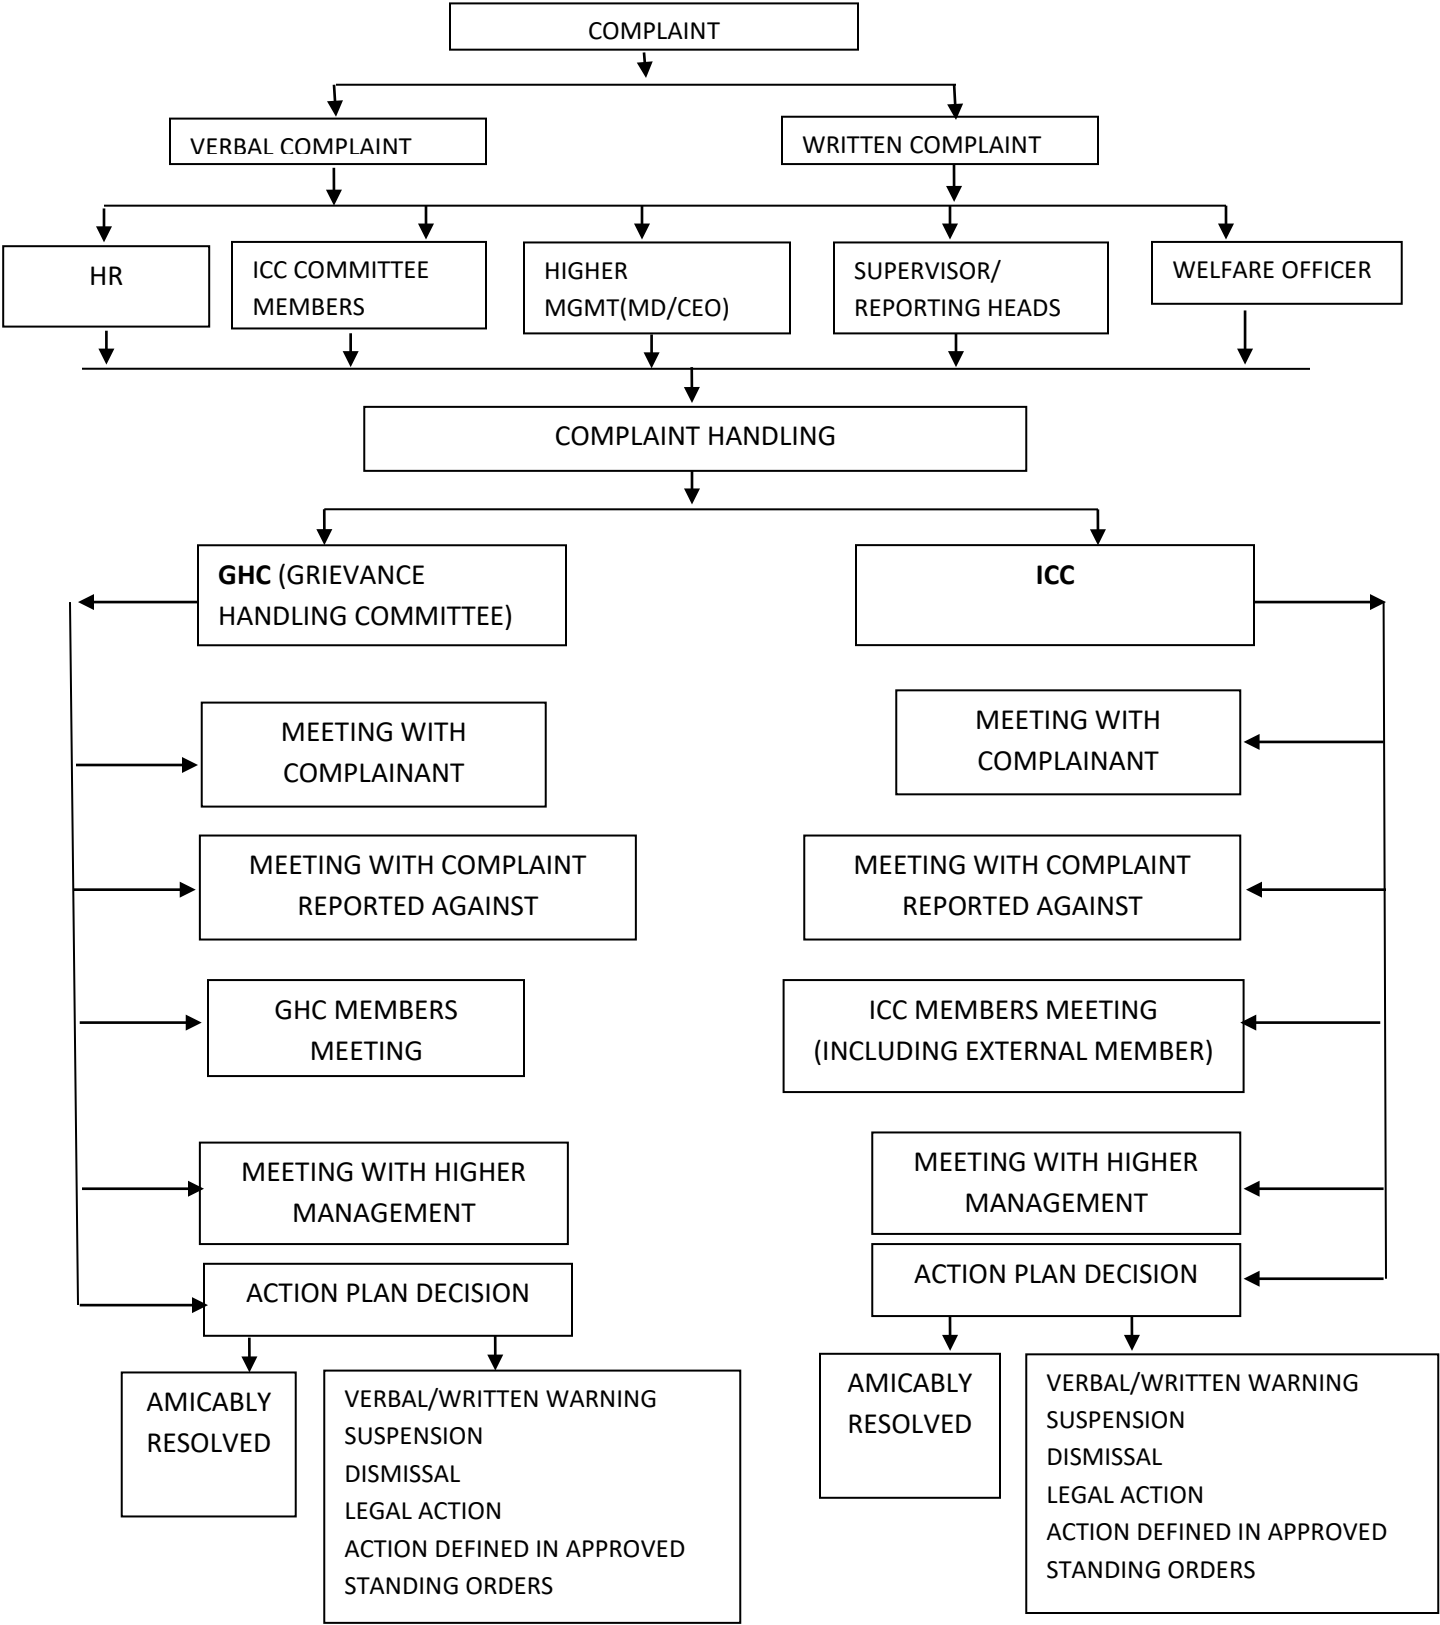 COMPLAINT
VERBAL COMPLAINT
WRITTEN COMPLAINT
HR
ICC COMMITTEE
MEMBERS
HIGHER
MGMT(MD/CEO)
SUPERVISOR/
REPORTING HEADS
WELFARE OFFICER
COMPLAINT HANDLING
GHC (GRIEVANCE
HANDLING COMMITTEE)
ICC
MEETING WITH
COMPLAINANT
MEETING WITH
COMPLAINANT
MEETING WITH COMPLAINT
REPORTED AGAINST
MEETING WITH COMPLAINT
REPORTED AGAINST
GHC MEMBERS
MEETING
ICC MEMBERS MEETING
(INCLUDING EXTERNAL MEMBER)
MEETING WITH HIGHER
MANAGEMENT
MEETING WITH HIGHER
MANAGEMENT
ACTION PLAN DECISION
ACTION PLAN DECISION
AMICABLY
RESOLVED
VERBAL/WRITTEN WARNING
SUSPENSION
DISMISSAL
LEGAL ACTION
ACTION DEFINED IN APPROVED
STANDING ORDERS
AMICABLY
RESOLVED
VERBAL/WRITTEN WARNING
SUSPENSION
DISMISSAL
LEGAL ACTION
ACTION DEFINED IN APPROVED
STANDING ORDERS